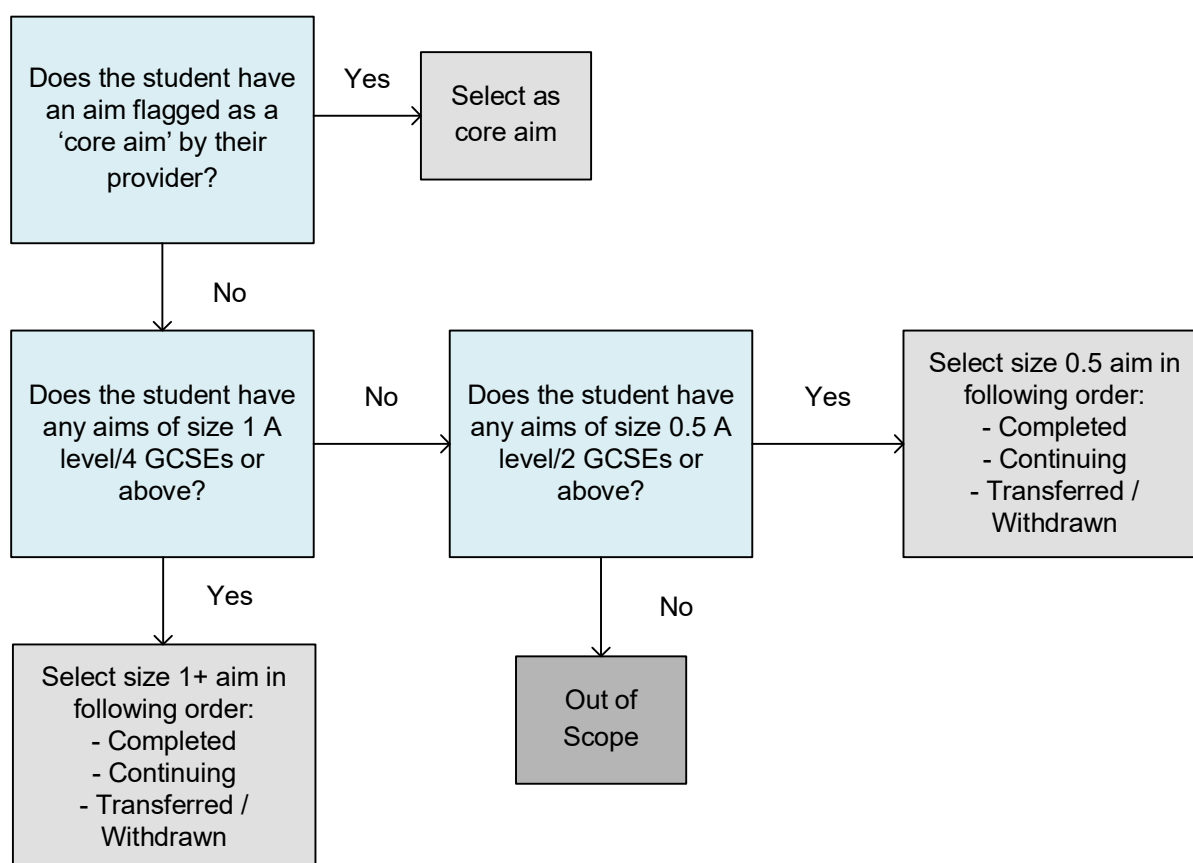 Does the student have
an aim flagged as a
‘core aim’ by their
provider?
Yes
Select as
core aim
No
Does the student have
any aims of size 1 A
level/4 GCSEs or
above?
No
Does the student have
any aims of size 0.5 A
level/2 GCSEs or
above?
Yes
Select size 0.5 aim in
following order:
- Completed
- Continuing
- Transferred /
Withdrawn
Yes
Select size 1+ aim in
following order:
- Completed
- Continuing
- Transferred /
Withdrawn
No
Out of
Scope